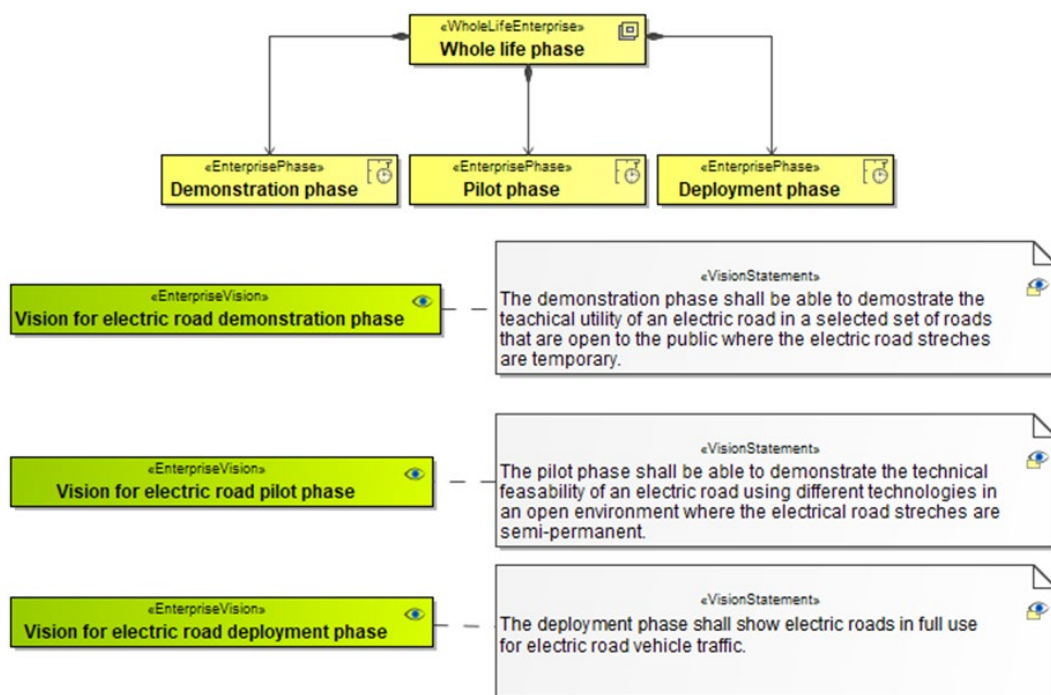 «WholeLifeEnterprise»
Whole life phase
«EnterprisePhase»
Demonstration phase
«EnterprisePhase»
Pilot phase
«EnterprisePhase»
Deployment phase
«EnterpriseVision»
Vision for electric road demonstration phase
«VisionStatement»
The demonstration phase shall be able to demostrate the
teachical utility of an electric road in a selected set of roads
that are open to the public where the electric road streches
are temporary.
«EnterpriseVision»
Vision for electric road pilot phase
«VisionStatement»
The pilot phase shall be able to demonstrate the technical
feasability of an electric road using different technologies in
an open environment where the electrical road streches are
semi-permanent.
«EnterpriseVision»
Vision for electric road deployment phase
«VisionStatement»
The deployment phase shall show electric roads in full use
for electric road vehicle traffic.